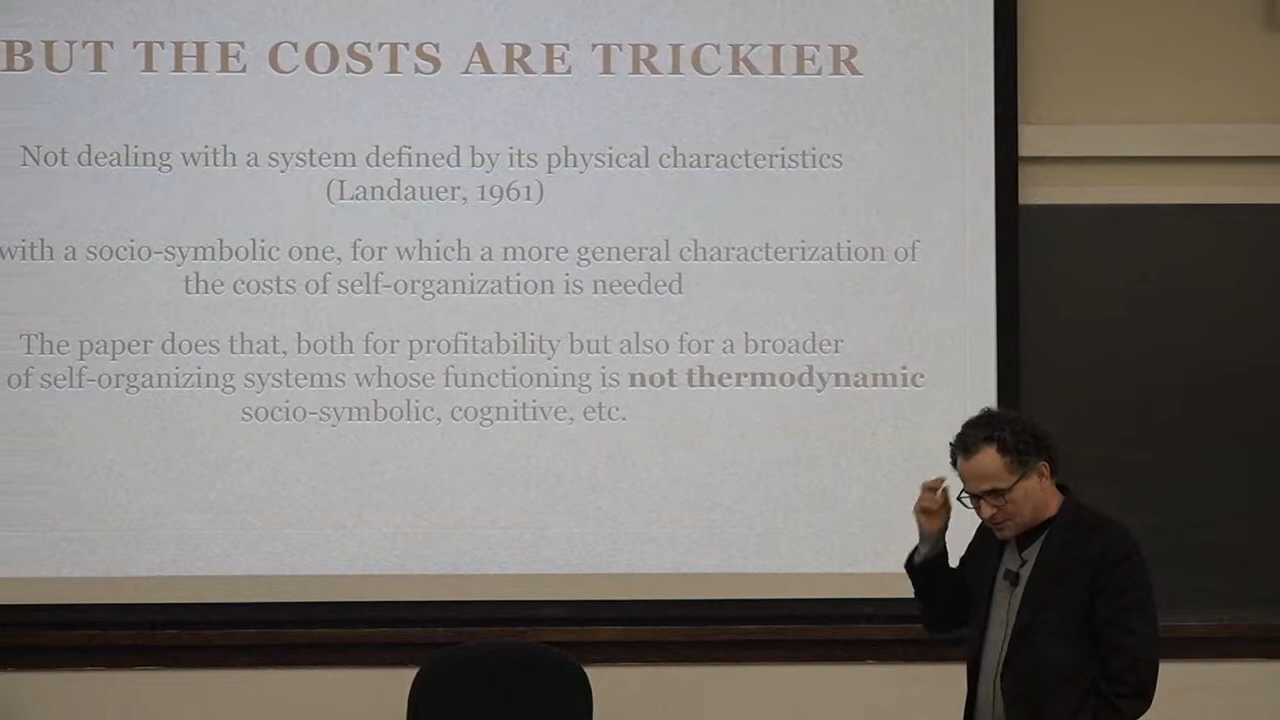 BUT THE COSTS ARE TRICKIER
Not dealing with a system defined by its physical characteristics
(Landauer, 1961)
with a socio-symbolic one, for which a more general characterization of
the costs of self-organization is needed
The paper does that, both for profitability but also for a broader
of self-organizing systems whose functioning is not thermodynamic
socio-symbolic, cognitive, etc.